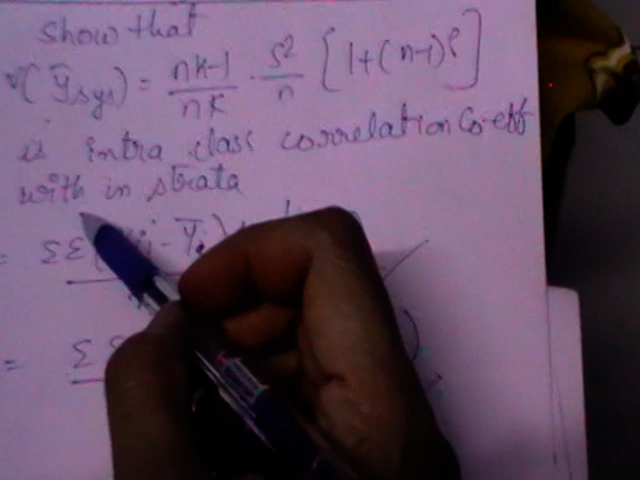 show that
v(ȳsys) = nk-1/nk · s²/n [1+(n-1)ρ]
is intra class correlation Co-eff
with in strata
= ΣΣ
= Σ